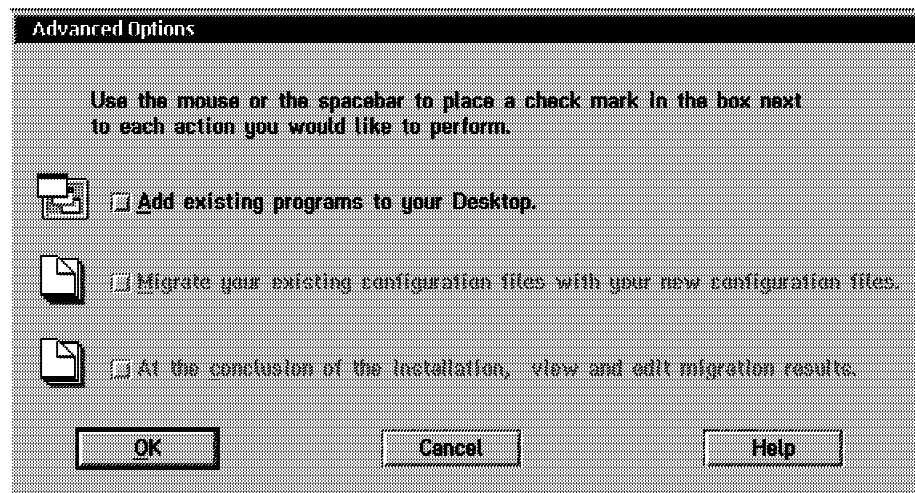 Advanced Options
Use the mouse or the spacebar to place a check mark in the box next
to each action you would like to perform.
Add existing programs to your Desktop.
Migrate your existing configuration files with your new configuration files.
At the conclusion of the installation, view and edit migration results.
OK
Cancel
Help